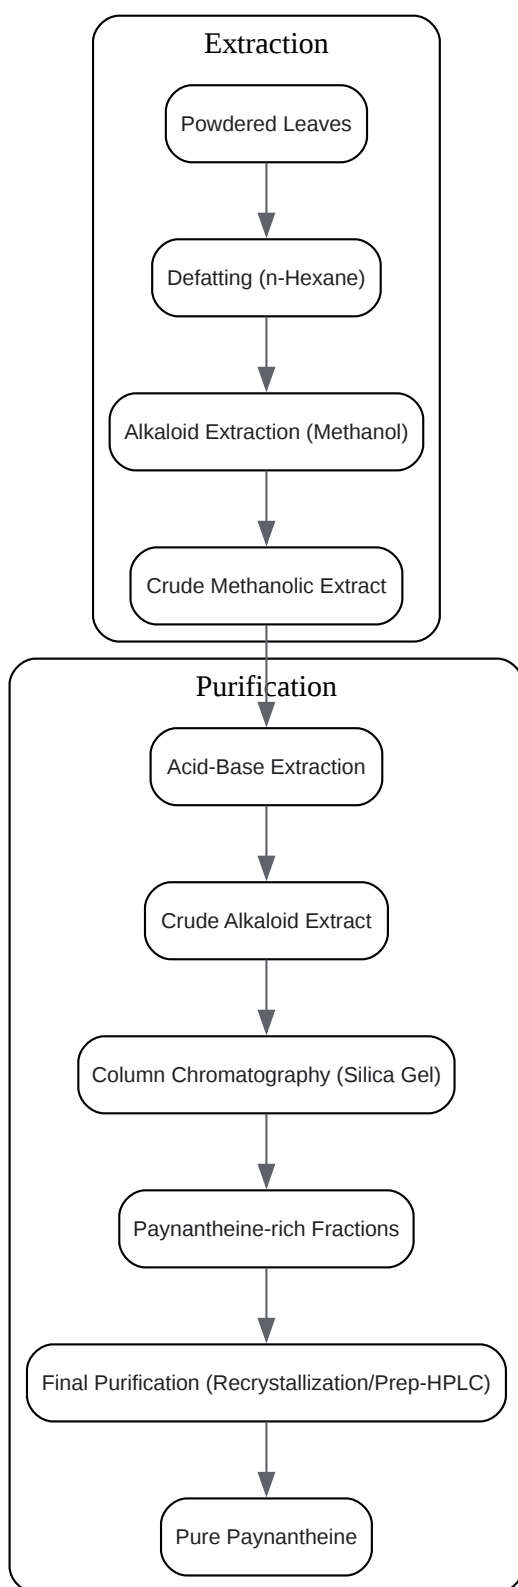 Extraction
Powdered Leaves
Defatting (n-Hexane)
Alkaloid Extraction (Methanol)
Crude Methanolic Extract
Purification
Acid-Base Extraction
Crude Alkaloid Extract
Column Chromatography (Silica Gel)
Paynantheine-rich Fractions
Final Purification (Recrystallization/Prep-HPLC)
Pure Paynantheine